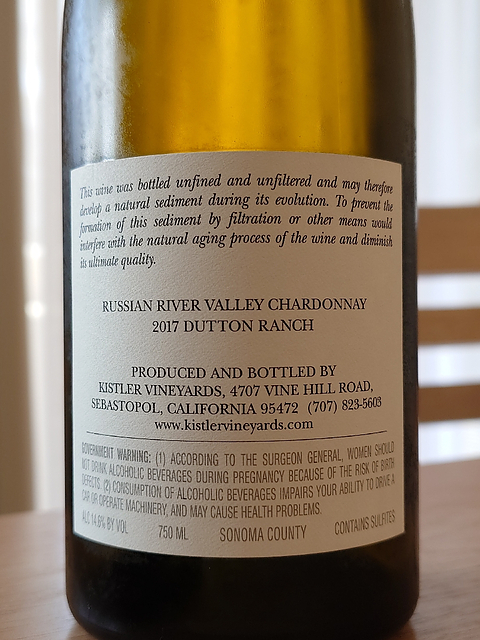 This wine was bottled unfined and unfiltered and may therefore
develop a natural sediment during its evolution. To prevent the
formation of this sediment by filtration or other means would
interfere with the natural aging process of the wine and diminish
its ultimate quality.
RUSSIAN RIVER VALLEY CHARDONNAY
2017 DUTTON RANCH
PRODUCED AND BOTTLED BY
KISTLER VINEYARDS, 4707 VINE HILL ROAD,
SEBASTOPOL, CALIFORNIA 95472 (707) 823-5603
www.kistlervineyards.com
GOVERNMENT WARNING: (1) ACCORDING TO THE SURGEON GENERAL, WOMEN SHOULD
NOT DRINK ALCOHOLIC BEVERAGES DURING PREGNANCY BECAUSE OF THE RISK OF BIRTH
DEFECTS. (2) CONSUMPTION OF ALCOHOLIC BEVERAGES IMPAIRS YOUR ABILITY TO DRIVE A
CAR OR OPERATE MACHINERY, AND MAY CAUSE HEALTH PROBLEMS.
ALC 14.6% BY VOL 750 ML SONOMA COUNTY CONTAINS SULFITES